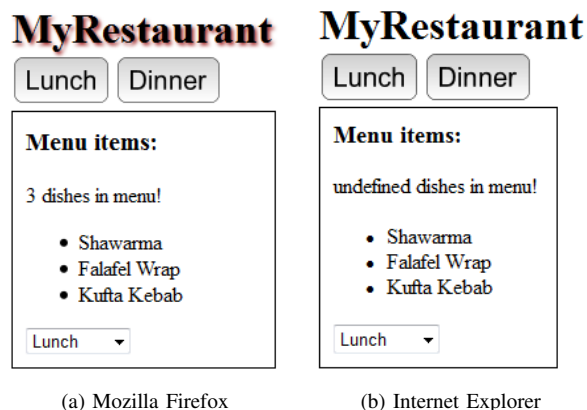 MyRestaurant
Lunch Dinner
Menu items:
3 dishes in menu!
Shawarma
Falafel Wrap
Kufta Kebab
Lunch
(a) Mozilla Firefox
MyRestaurant
Lunch Dinner
Menu items:
undefined dishes in menu!
Shawarma
Falafel Wrap
Kufta Kebab
Lunch
(b) Internet Explorer